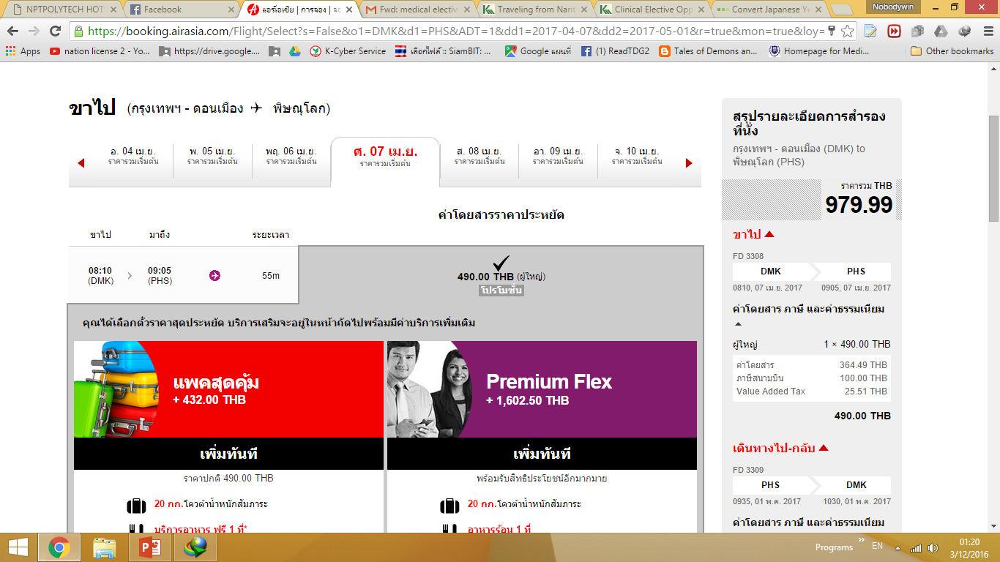 NPTPOLYTECH HOT
Facebook
แอร์เอเชีย | การจอง | จอ
Fwd: medical elective
Traveling from Narit
Clinical Elective Opp
Convert Japanese Ye
Nobodywin
https://booking.airasia.com/Flight/Select?s=False&o1=DMK&d1=PHS&ADT=1&dd1=2017-04-07&dd2=2017-05-01&r=true&mon=true&loy=
Apps
nation license 2 - Yo...
https://drive.google....
K-Cyber Service
เลือกไฟล์ :: SiamBIT: ...
Google แผนที่
(1) ReadTDG2
Tales of Demons an...
Homepage for Medi...
Other bookmarks
ขาไป (กรุงเทพฯ - ดอนเมือง พิษณุโลก)
อ. 04 เม.ย.
ราคารวมเริ่มต้น
พ. 05 เม.ย.
ราคารวมเริ่มต้น
พฤ. 06 เม.ย.
ราคารวมเริ่มต้น
ศ. 07 เม.ย.
ราคารวมเริ่มต้น
ส. 08 เม.ย.
ราคารวมเริ่มต้น
อา. 09 เม.ย.
ราคารวมเริ่มต้น
จ. 10 เม.ย.
ราคารวมเริ่มต้น
ค่าโดยสารราคาประหยัด
ขาไป มาถึง ระยะเวลา
08:10 09:05 55m
(DMK) (PHS)
490.00 THB (ผู้ใหญ่)
โปรโมชั่น
คุณได้เลือกตั๋วราคาสุดประหยัด บริการเสริมจะอยู่ในหน้าถัดไปพร้อมมีค่าบริการเพิ่มเติม
แพคสุดคุ้ม
+ 432.00 THB
เพิ่มทันที
ราคาปกติ 490.00 THB
20 กก.โควต้าน้ำหนักสัมภาระ
บริการอาหาร ฟรี 1 ที่*
Premium Flex
+ 1,602.50 THB
เพิ่มทันที
พร้อมรับสิทธิประโยชน์อีกมากมาย
20 กก.โควต้าน้ำหนักสัมภาระ
อาหารร้อน 1 ที่
สรุปรายละเอียดการสำรอง
ที่นั่ง
กรุงเทพฯ - ดอนเมือง (DMK) to
พิษณุโลก (PHS)
ราคารวม THB
979.99
ขาไป
FD 3308
DMK PHS
0810, 07 เม.ย. 2017 0905, 07 เม.ย. 2017
ค่าโดยสาร ภาษี และค่าธรรมเนียม
ผู้ใหญ่ 1 × 490.00 THB
ค่าโดยสาร 364.49 THB
ภาษีสนามบิน 100.00 THB
Value Added Tax 25.51 THB
490.00 THB
เดินทางไป-กลับ
FD 3309
PHS DMK
0935, 01 พ.ค. 2017 1030, 01 พ.ค. 2017
ค่าโดยสาร ภาษี และค่าธรรมเนียม
Programs
EN
01:20
3/12/2016